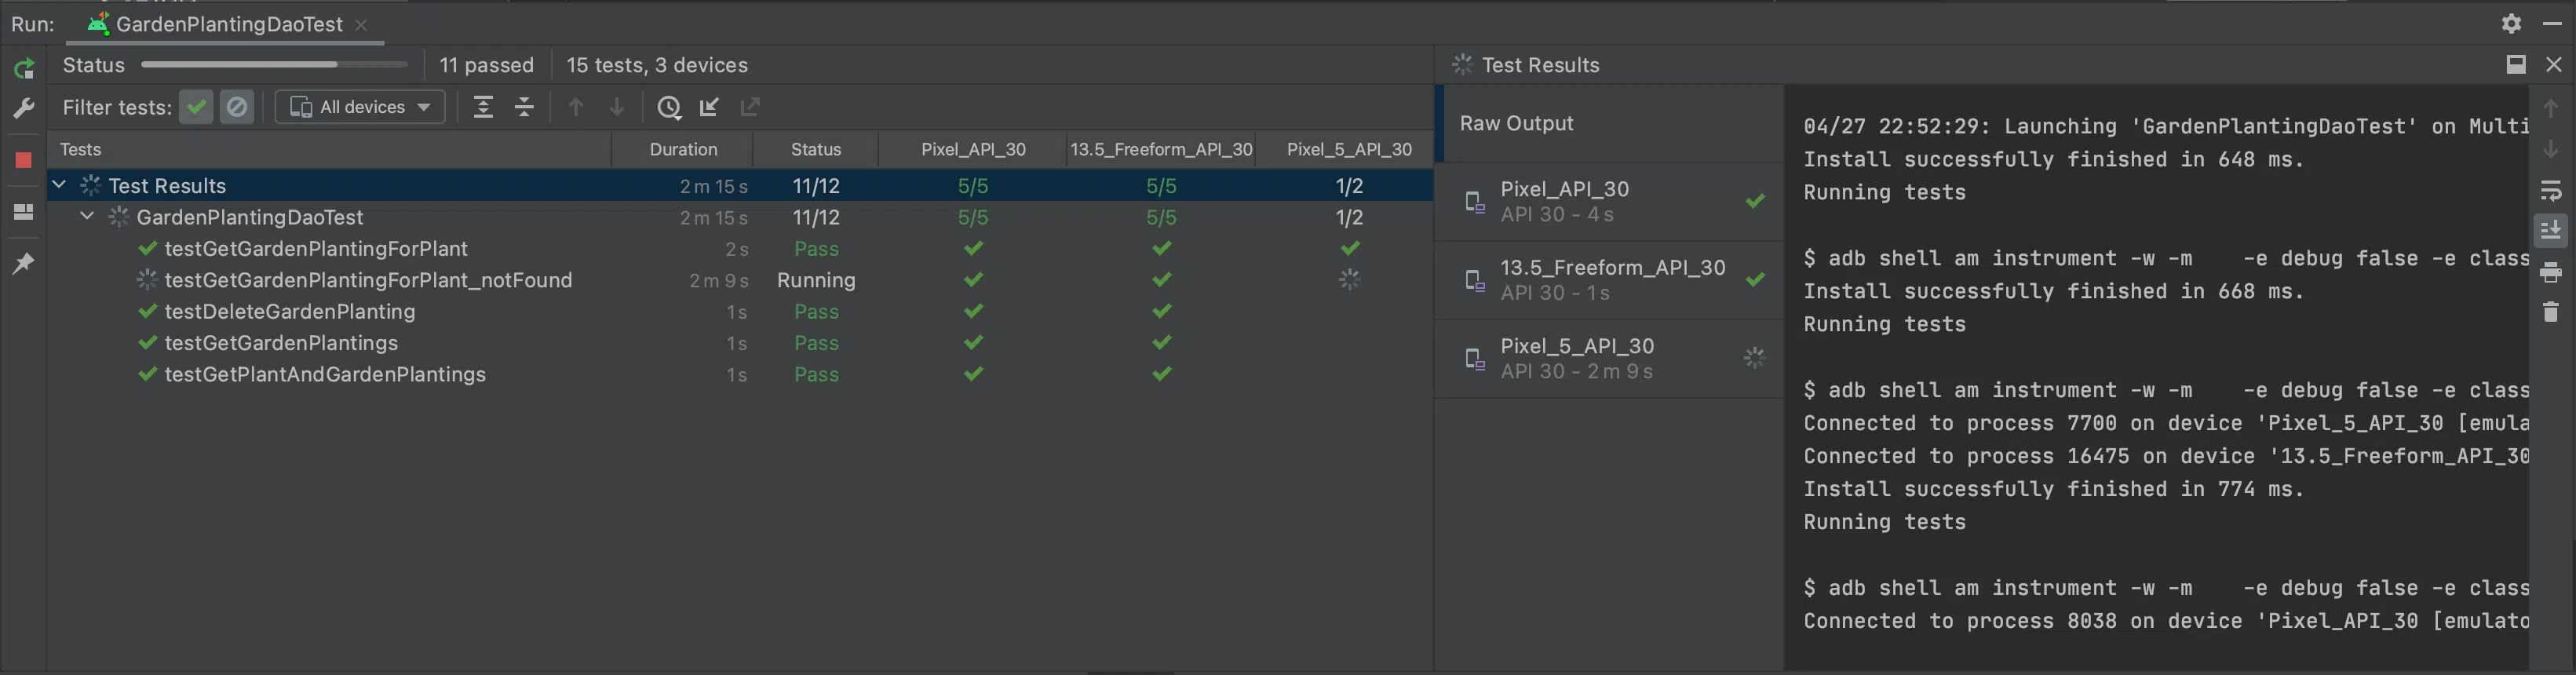 Run: GardenPlantingDaoTest
Status 11 passed 15 tests, 3 devices
Filter tests: All devices
Tests Duration Status Pixel_API_30 13.5_Freeform_API_30 Pixel_5_API_30
Test Results 2 m 15 s 11/12 5/5 5/5 1/2
GardenPlantingDaoTest 2 m 15 s 11/12 5/5 5/5 1/2
testGetGardenPlantingForPlant 2 s Pass
testGetGardenPlantingForPlant_notFound 2 m 9 s Running
testDeleteGardenPlanting 1 s Pass
testGetGardenPlantings 1 s Pass
testGetPlantAndGardenPlantings 1 s Pass
Test Results
Raw Output
Pixel_API_30
API 30 - 4 s
13.5_Freeform_API_30
API 30 - 1 s
Pixel_5_API_30
API 30 - 2 m 9 s
04/27 22:52:29: Launching 'GardenPlantingDaoTest' on Multi
Install successfully finished in 648 ms.
Running tests
$ adb shell am instrument -w -m    -e debug false -e class
Install successfully finished in 668 ms.
Running tests
$ adb shell am instrument -w -m    -e debug false -e class
Connected to process 7700 on device 'Pixel_5_API_30 [emula
Connected to process 16475 on device '13.5_Freeform_API_30
Install successfully finished in 774 ms.
Running tests
$ adb shell am instrument -w -m    -e debug false -e class
Connected to process 8038 on device 'Pixel_API_30 [emulato